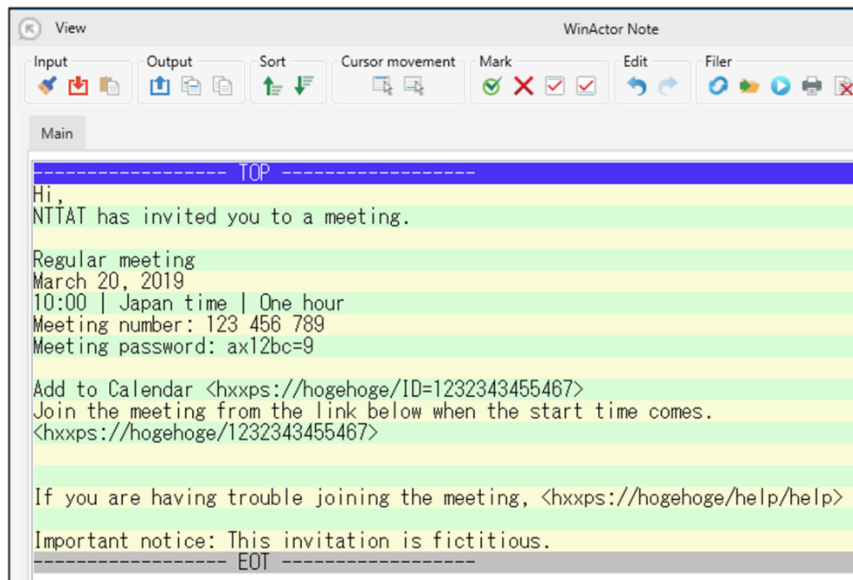 View
WinActor Note
Input Output Sort Cursor movement Mark Edit Filer
Main
------------------ TOP ------------------
Hi,
NTTAT has invited you to a meeting.
Regular meeting
March 20, 2019
10:00 | Japan time | One hour
Meeting number: 123 456 789
Meeting password: ax12bc=9
Add to Calendar <hxxps://hogehoge/ID=1232343455467>
Join the meeting from the link below when the start time comes.
<hxxps://hogehoge/1232343455467>
If you are having trouble joining the meeting, <hxxps://hogehoge/help/help>
Important notice: This invitation is fictitious.
------------------ EOT ------------------